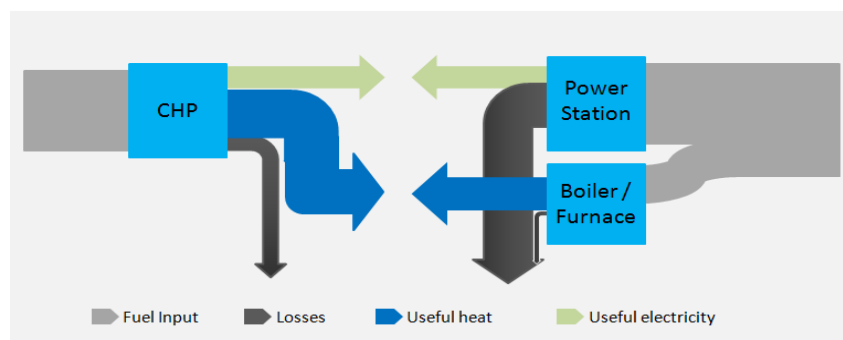 CHP
Power
Station
Boiler /
Furnace
Fuel Input
Losses
Useful heat
Useful electricity